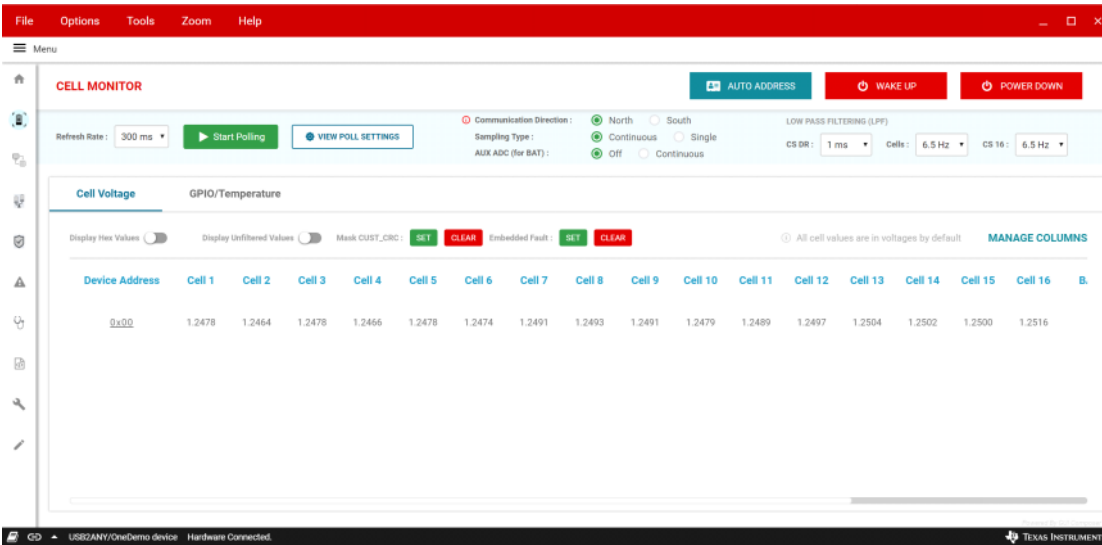 File Options Tools Zoom Help
Menu
CELL MONITOR AUTO ADDRESS WAKE UP POWER DOWN
Refresh Rate : 300 ms Start Polling VIEW POLL SETTINGS
Communication Direction : North South
Sampling Type : Continuous Single
AUX ADC (for BAT) : Off Continuous
LOW PASS FILTERING (LPF)
CS DR : 1 ms Cells : 6.5 Hz CS 16 : 6.5 Hz
Cell Voltage GPIO/Temperature
Display Hex Values Display Unfiltered Values Mask CUST_CRC : SET CLEAR Embedded Fault : SET CLEAR All cell values are in voltages by default MANAGE COLUMNS
Device Address Cell 1 Cell 2 Cell 3 Cell 4 Cell 5 Cell 6 Cell 7 Cell 8 Cell 9 Cell 10 Cell 11 Cell 12 Cell 13 Cell 14 Cell 15 Cell 16 B.
0x00 1.2478 1.2464 1.2478 1.2466 1.2478 1.2474 1.2491 1.2493 1.2491 1.2479 1.2489 1.2497 1.2504 1.2502 1.2500 1.2516
USB2ANY/OneDemo device Hardware Connected. TEXAS INSTRUMENT